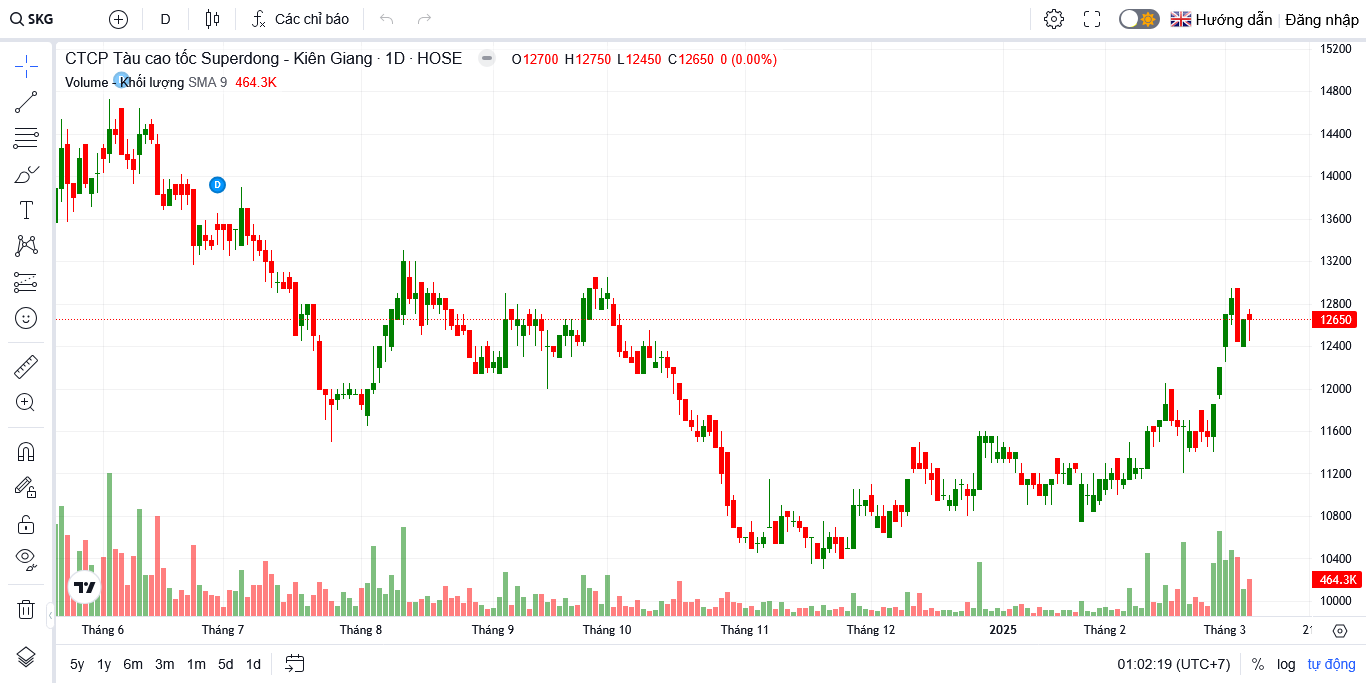 SKG D Các chỉ báo Hướng dẫn Đăng nhập
CTCP Tàu cao tốc Superdong - Kiên Giang · 1D · HOSE O12700 H12750 L12450 C12650 0 (0.00%)
Volume - Khối lượng SMA 9 464.3K
D
15200
14800
14400
14000
13600
13200
12800
12650
12400
12000
11600
11200
10800
10400
464.3K
10000
Tháng 6 Tháng 7 Tháng 8 Tháng 9 Tháng 10 Tháng 11 Tháng 12 2025 Tháng 2 Tháng 3 21
5y 1y 6m 3m 1m 5d 1d 01:02:19 (UTC+7) % log tự động